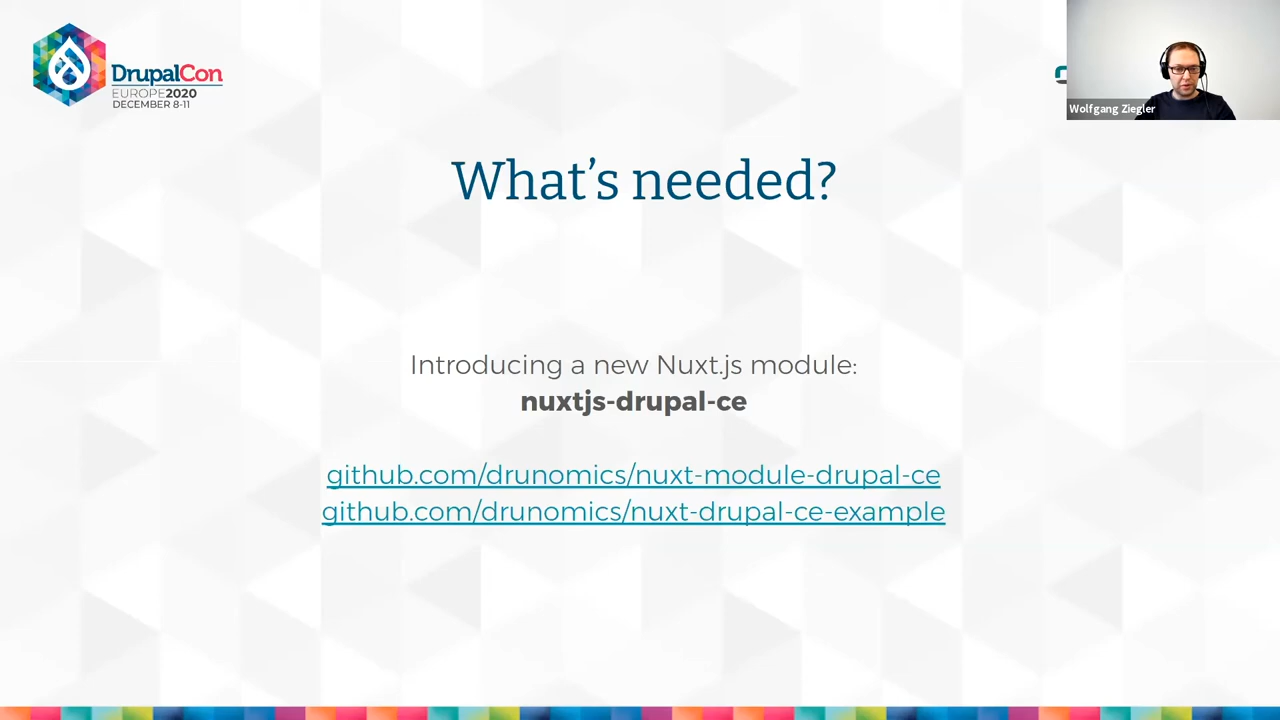 DrupalCon
EUROPE2020
DECEMBER 8-11
Wolfgang Ziegler
What's needed?
Introducing a new Nuxt.js module:
nuxtjs-drupal-ce
github.com/drunomics/nuxt-module-drupal-ce
github.com/drunomics/nuxt-drupal-ce-example